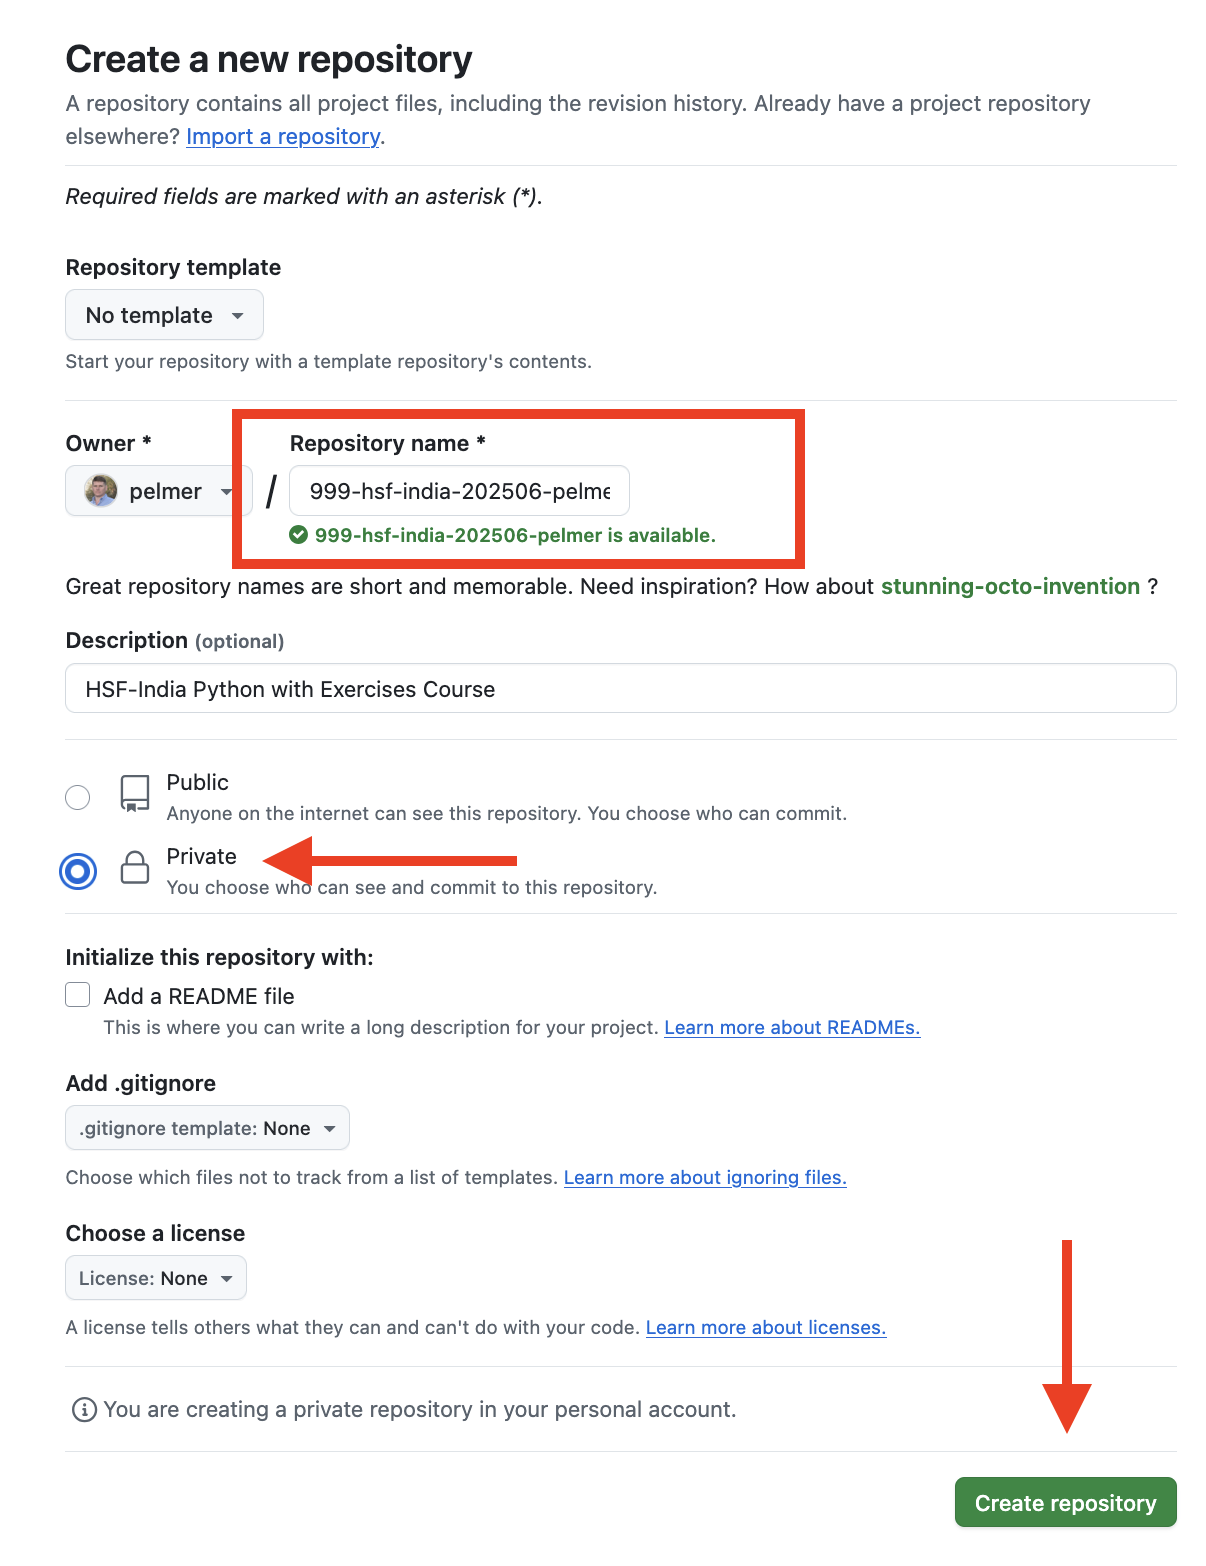 Create a new repository
A repository contains all project files, including the revision history. Already have a project repository
elsewhere? Import a repository.
Required fields are marked with an asterisk (*).
Repository template
No template
Start your repository with a template repository's contents.
Owner *
Repository name *
pelmer
/
999-hsf-india-202506-pelme
999-hsf-india-202506-pelmer is available.
Great repository names are short and memorable. Need inspiration? How about stunning-octo-invention ?
Description (optional)
HSF-India Python with Exercises Course
Public
Anyone on the internet can see this repository. You choose who can commit.
Private
You choose who can see and commit to this repository.
Initialize this repository with:
Add a README file
This is where you can write a long description for your project. Learn more about READMEs.
Add .gitignore
.gitignore template: None
Choose which files not to track from a list of templates. Learn more about ignoring files.
Choose a license
License: None
A license tells others what they can and can't do with your code. Learn more about licenses.
You are creating a private repository in your personal account.
Create repository